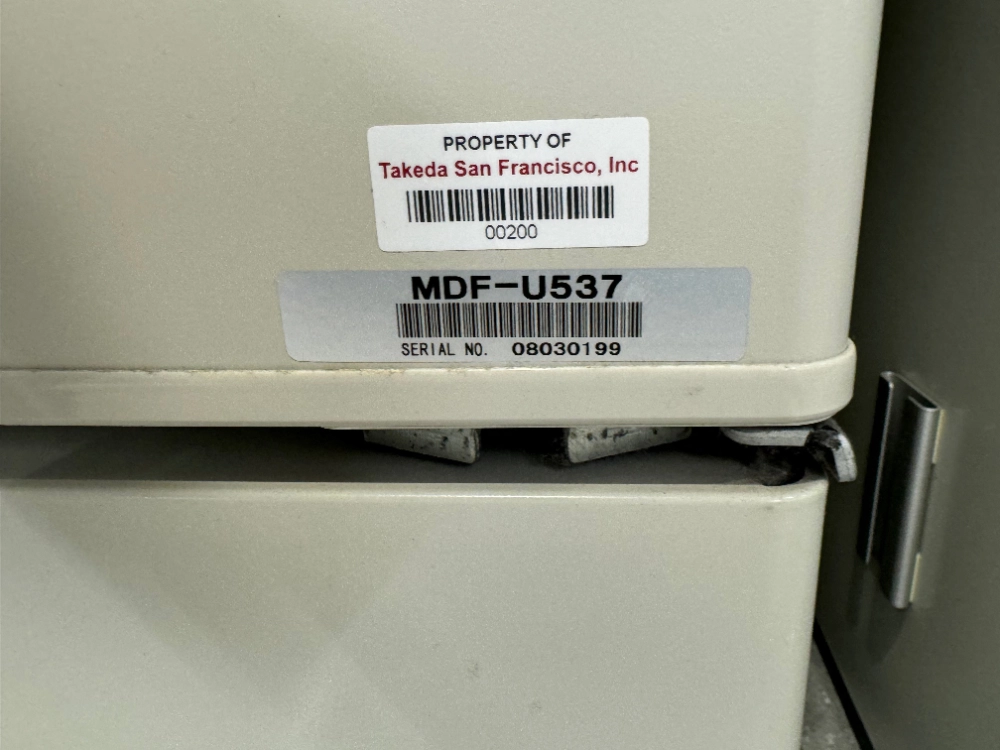 PROPERTY OF
Takeda San Francisco, Inc
00200
MDF-U537
SERIAL NO. 08030199